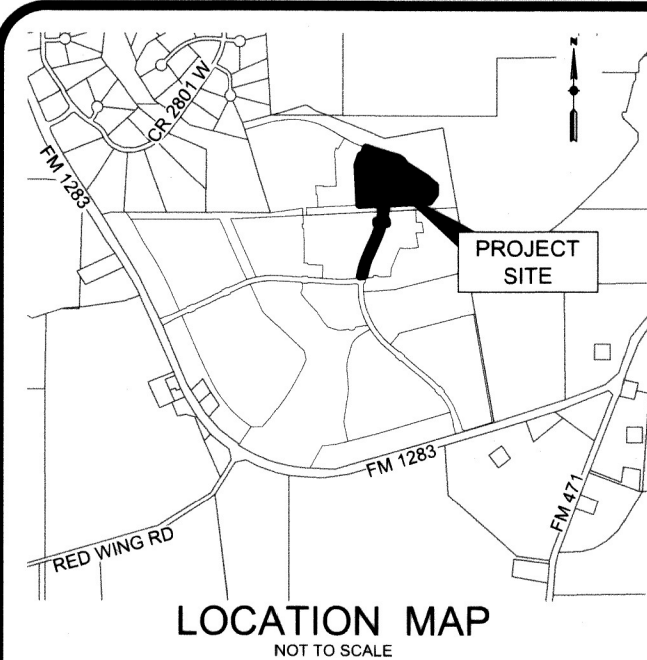 N
CR 2801 W
FM 1283
PROJECT
SITE
FM 1283
FM 471
RED WING RD
LOCATION MAP
NOT TO SCALE